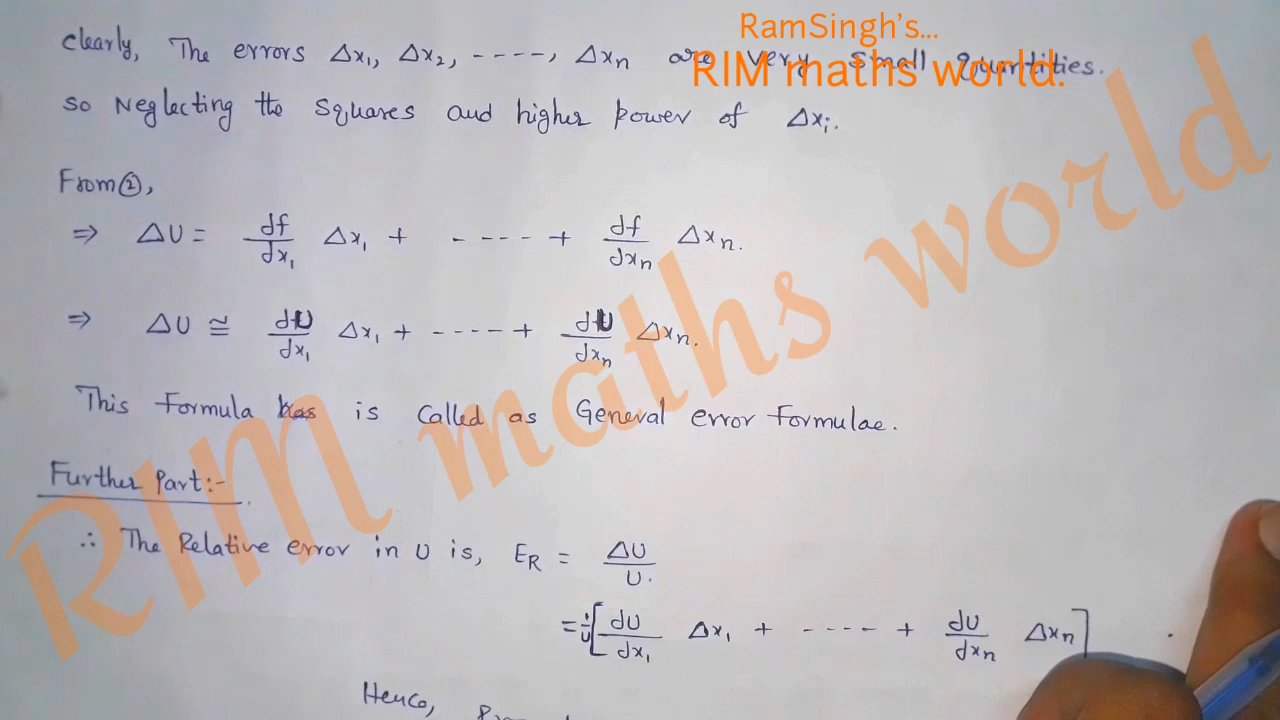 RamSingh's...
RIM maths world.
Clearly, The errors Δx₁, Δx₂, ----, Δxn are very small quantities.
so Neglecting the squares and higher power of Δxi.
From ②,
⇒ ΔU = df/dx₁ Δx₁ + ---- + df/dxn Δxn.
⇒ ΔU ≅ dU/dx₁ Δx₁ + ---- + dU/dxn Δxn.
This Formula is called as General error Formulae.
Further Part:-
∴ The Relative error in U is, ER = ΔU/U.
= 1/U [dU/dx₁ Δx₁ + ---- + dU/dxn Δxn]
Hence,
RIM maths world